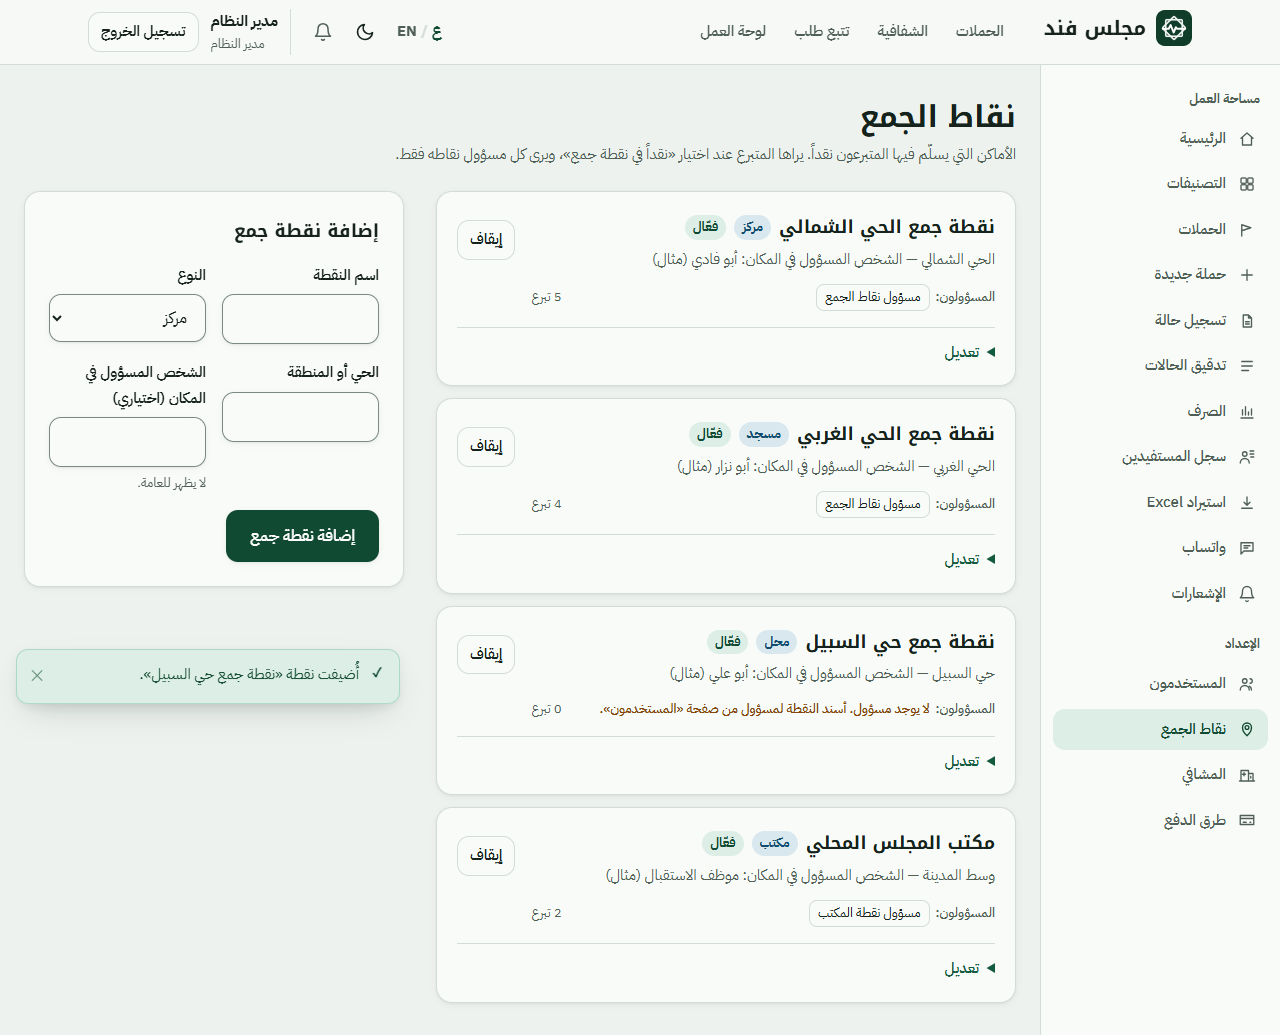 مجلس فند
الحملات
الشفافية
تتبع طلب
لوحة العمل
ع / EN
مدير النظام
مدير النظام
تسجيل الخروج
مساحة العمل
الرئيسية
التصنيفات
الحملات
حملة جديدة
تسجيل حالة
تدقيق الحالات
الصرف
سجل المستفيدين
استيراد Excel
واتساب
الإشعارات
الإعداد
المستخدمون
نقاط الجمع
المشافي
طرق الدفع
نقاط الجمع
الأماكن التي يسلّم فيها المتبرعون نقداً. يراها المتبرع عند اختيار «نقداً في نقطة جمع»، ويرى كل مسؤول نقاطه فقط.
نقطة جمع الحي الشمالي مركز فعّال
إيقاف
الحي الشمالي — الشخص المسؤول في المكان: أبو فادي (مثال)
المسؤولون: مسؤول نقاط الجمع
5 تبرع
تعديل
نقطة جمع الحي الغربي مسجد فعّال
إيقاف
الحي الغربي — الشخص المسؤول في المكان: أبو نزار (مثال)
المسؤولون: مسؤول نقاط الجمع
4 تبرع
تعديل
نقطة جمع حي السبيل محل فعّال
إيقاف
حي السبيل — الشخص المسؤول في المكان: أبو علي (مثال)
المسؤولون: لا يوجد مسؤول. أسند النقطة لمسؤول من صفحة «المستخدمون».
0 تبرع
تعديل
مكتب المجلس المحلي مكتب فعّال
إيقاف
وسط المدينة — الشخص المسؤول في المكان: موظف الاستقبال (مثال)
المسؤولون: مسؤول نقطة المكتب
2 تبرع
تعديل
إضافة نقطة جمع
اسم النقطة
النوع
مركز
الحي أو المنطقة
الشخص المسؤول في
المكان (اختياري)
لا يظهر للعامة.
إضافة نقطة جمع
أُضيفت نقطة «نقطة جمع حي السبيل».